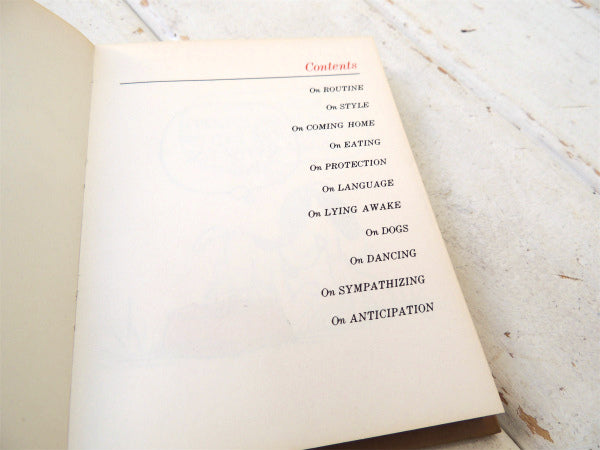 Contents
On ROUTINE
On STYLE
On COMING HOME
On EATING
On PROTECTION
On LANGUAGE
On LYING AWAKE
On DOGS
On DANCING
On SYMPATHIZING
On ANTICIPATION